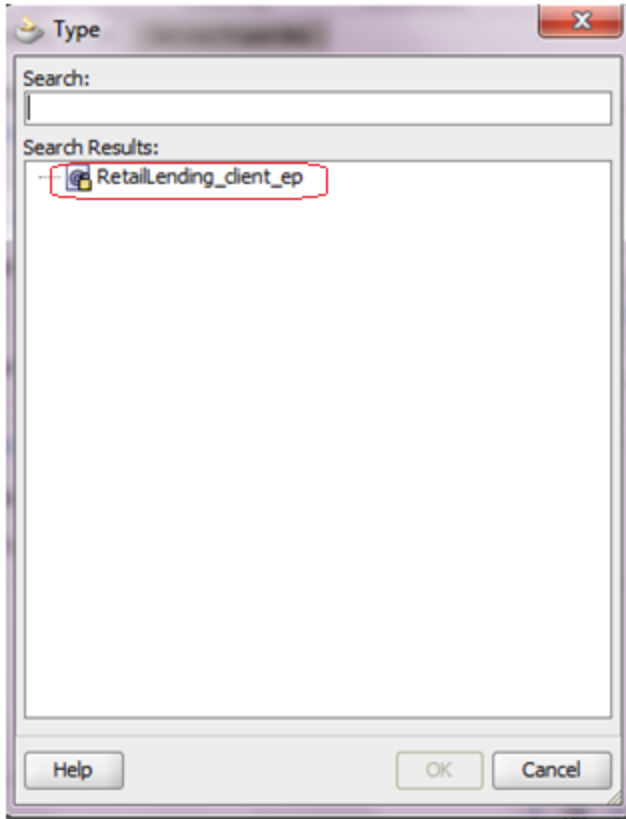 Type
Search:
Search Results:
RetailLending_client_ep
Help
OK
Cancel